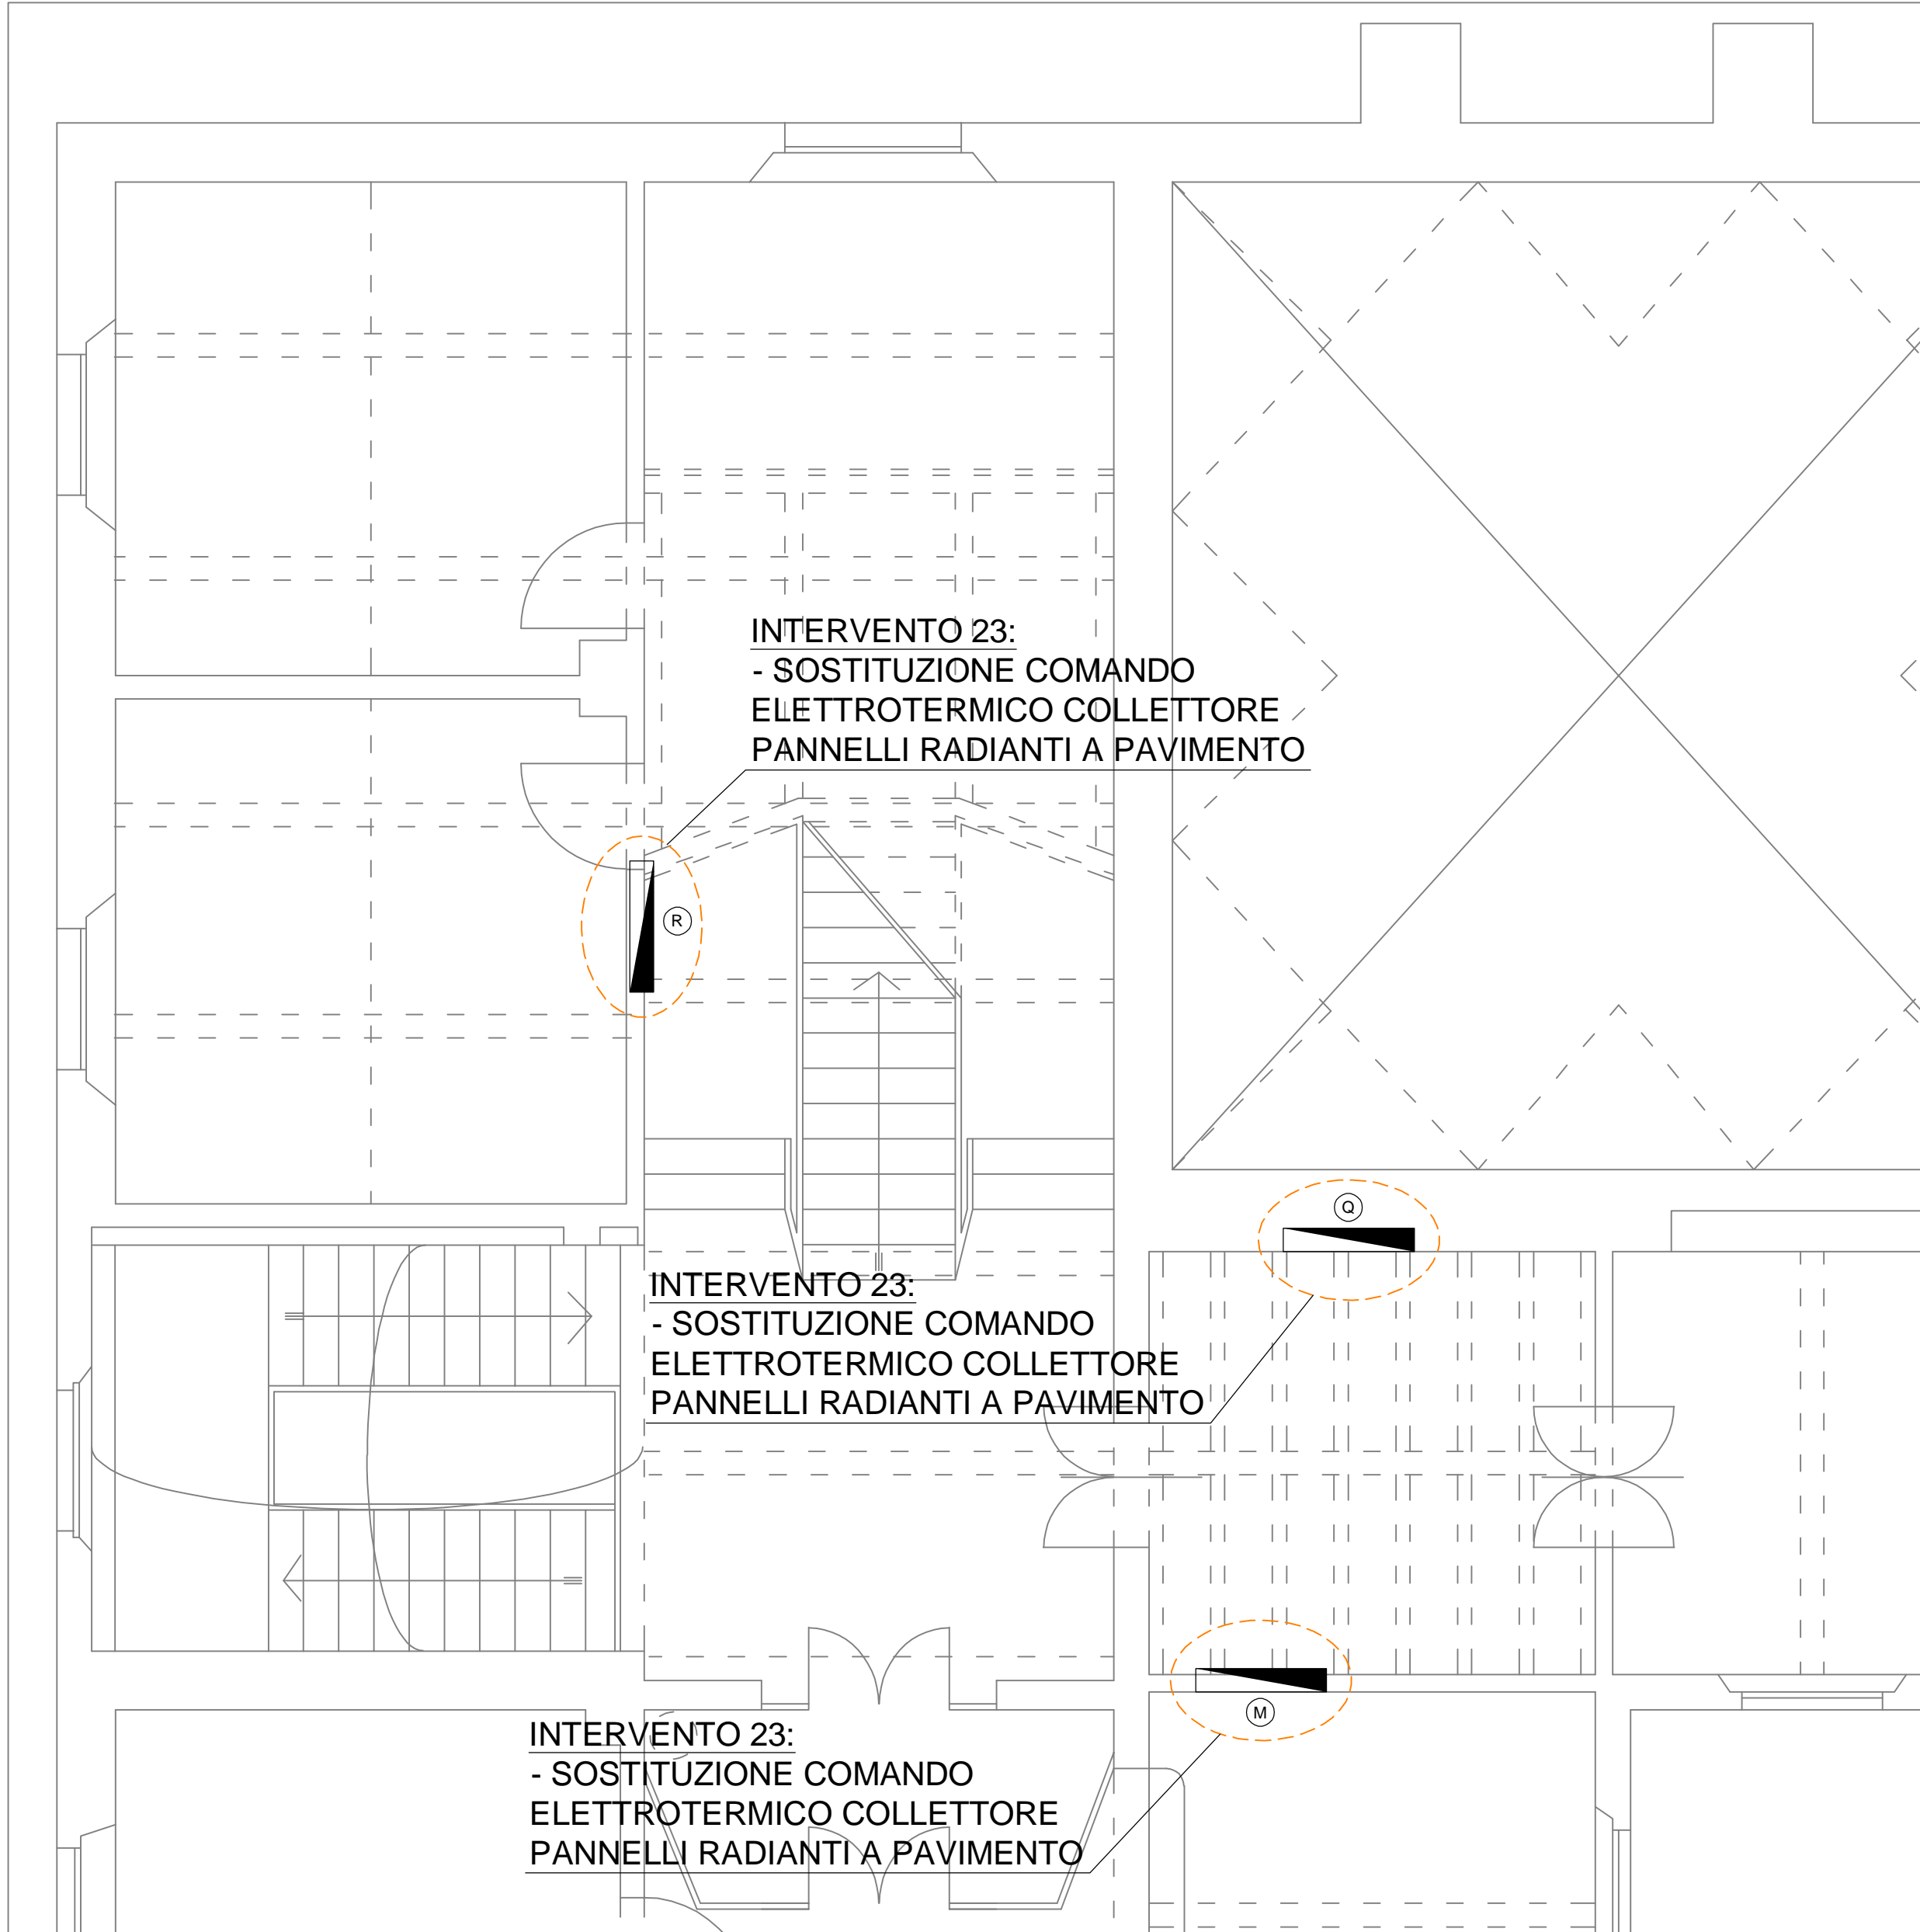 INTERVENTO 23:
- SOSTITUZIONE COMANDO
ELETTROTERMICO COLLETTORE
PANNELLI RADIANTI A PAVIMENTO
R
Q
INTERVENTO 23:
- SOSTITUZIONE COMANDO
ELETTROTERMICO COLLETTORE
PANNELLI RADIANTI A PAVIMENTO
M
INTERVENTO 23:
- SOSTITUZIONE COMANDO
ELETTROTERMICO COLLETTORE
PANNELLI RADIANTI A PAVIMENTO